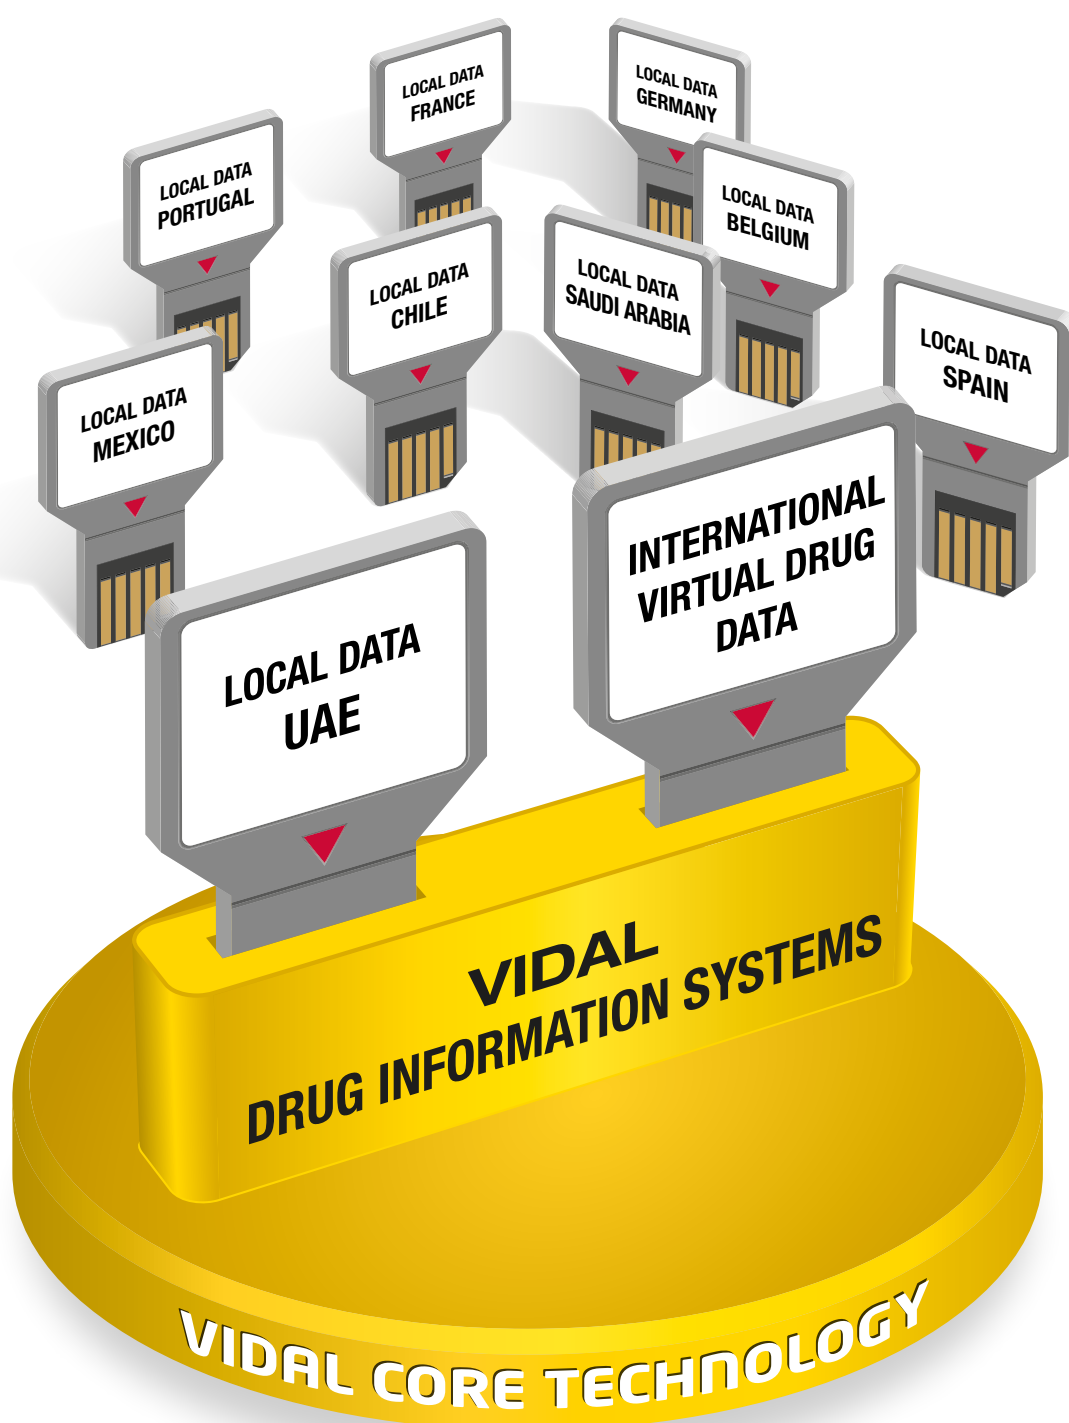 LOCAL DATA
FRANCE
LOCAL DATA
GERMANY
LOCAL DATA
PORTUGAL
LOCAL DATA
BELGIUM
LOCAL DATA
CHILE
LOCAL DATA
SAUDI ARABIA
LOCAL DATA
SPAIN
LOCAL DATA
MEXICO
INTERNATIONAL
VIRTUAL DRUG
DATA
LOCAL DATA
UAE
VIDAL
DRUG INFORMATION SYSTEMS
VIDAL CORE TECHNOLOGY